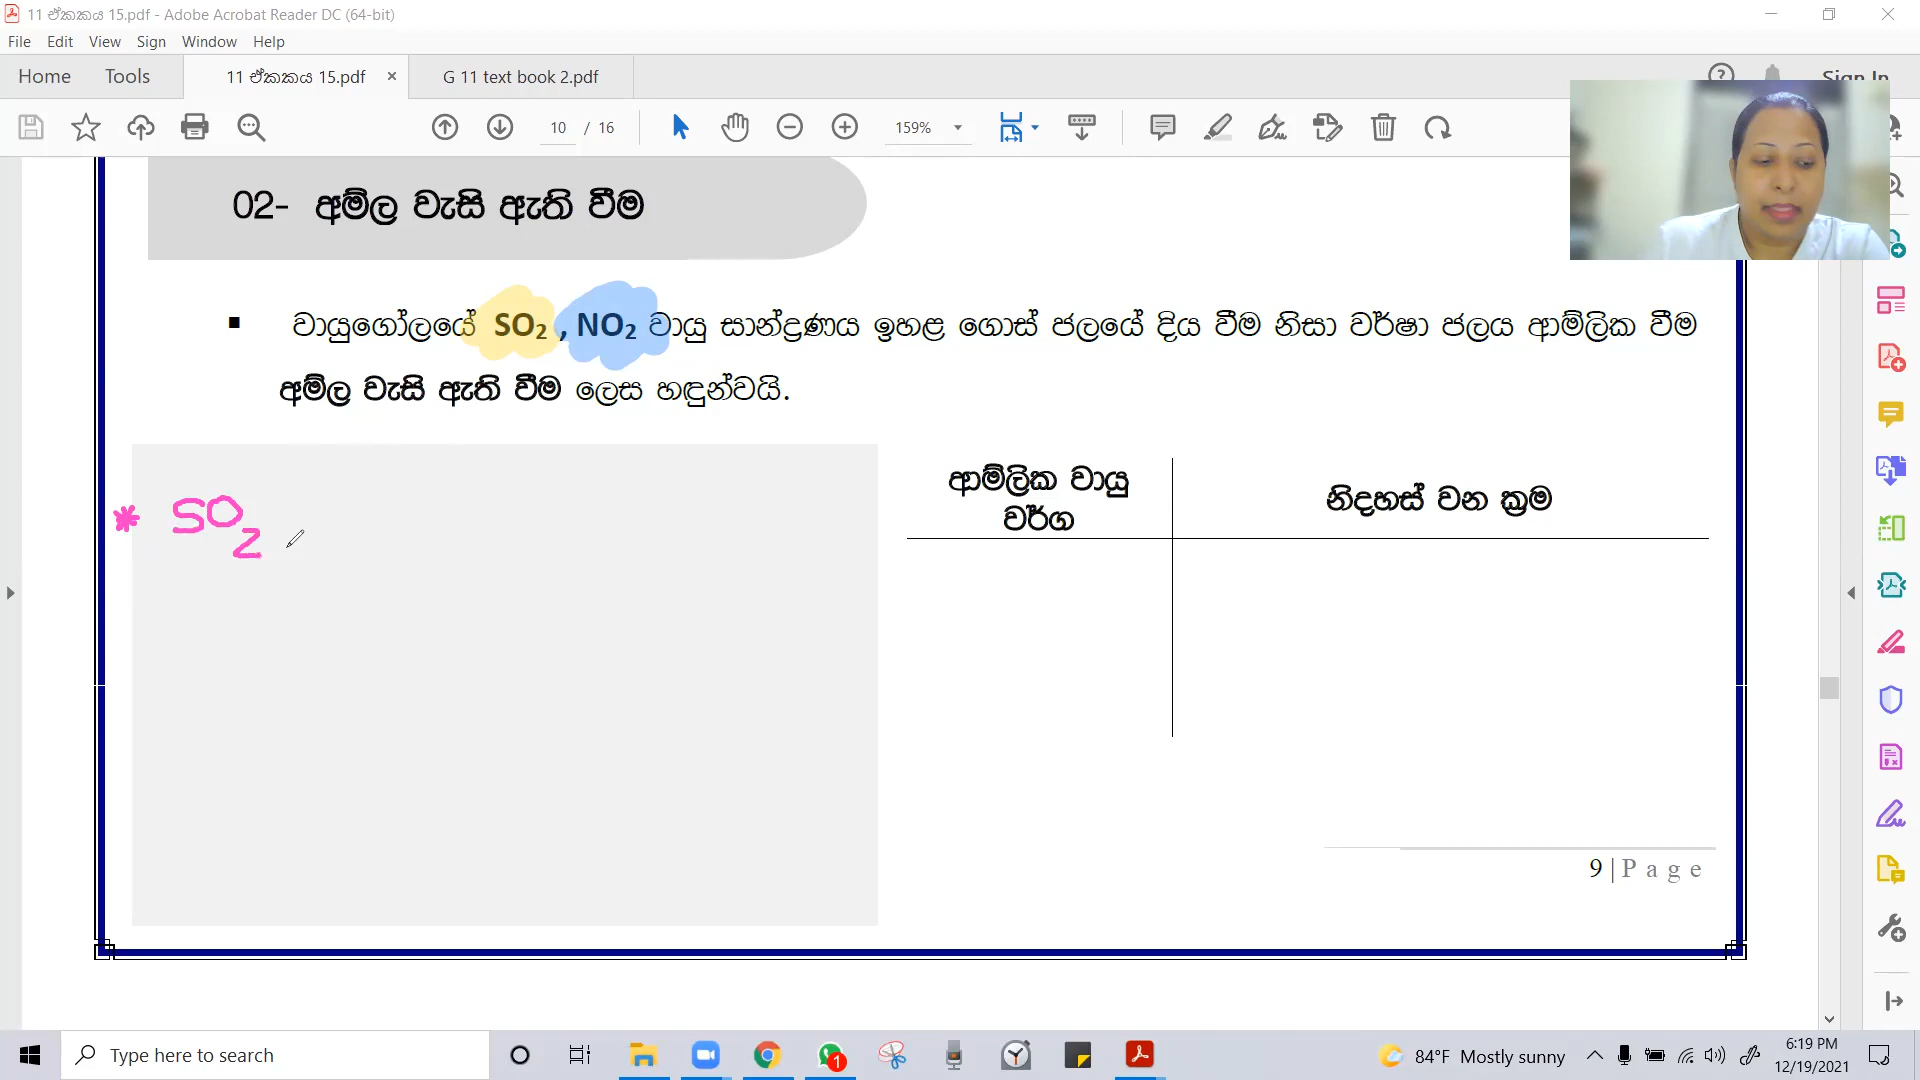 11 ඒකකය 15.pdf - Adobe Acrobat Reader DC (64-bit)
File Edit View Sign Window Help
Home Tools 11 ඒකකය 15.pdf × G 11 text book 2.pdf Sign In
10 / 16 159%
02- අම්ල වැසි ඇති වීම
වායුගෝලයේ SO₂ , NO₂ වායු සාන්ද්‍රණය ඉහළ ගොස් ජලයේ දිය වීම නිසා වර්ෂා ජලය ආම්ලික වීම
අම්ල වැසි ඇති වීම ලෙස හඳුන්වයි.
* SO₂
ආම්ලික වායු
වර්ග
නිදහස් වන ක්‍රම
9 | Page
Type here to search
1
84°F Mostly sunny
6:19 PM
12/19/2021